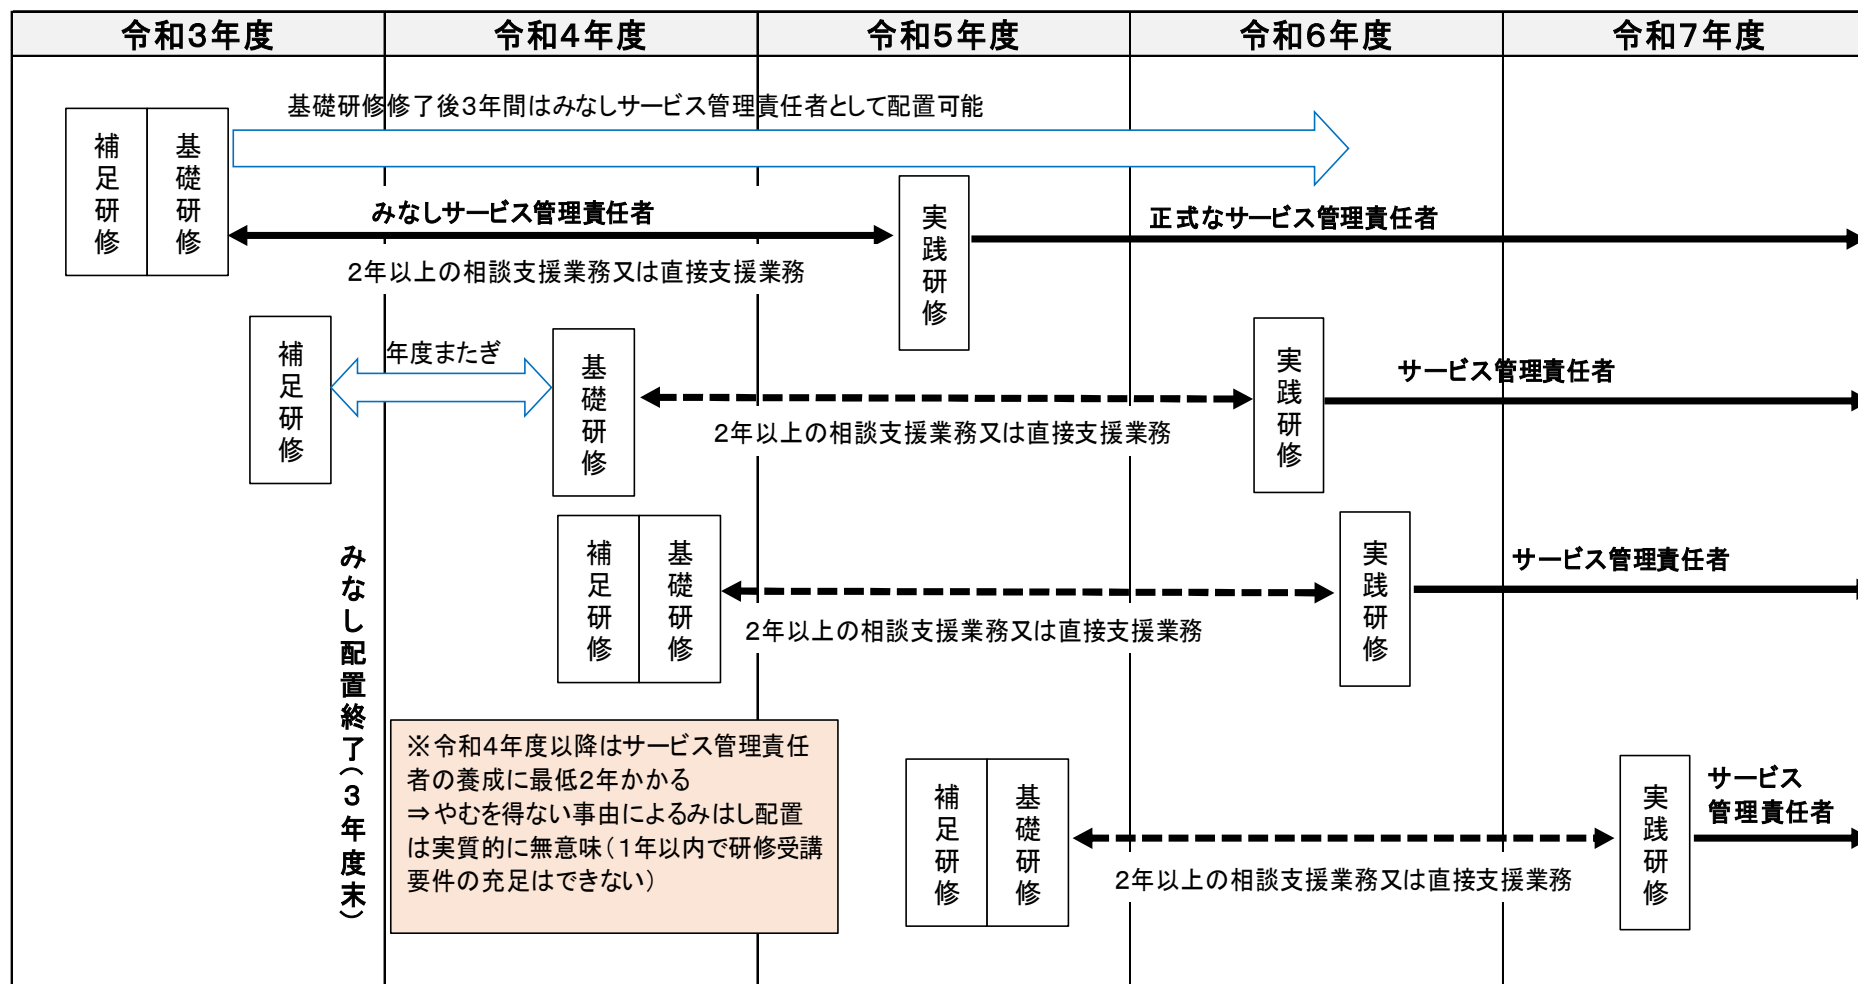 令和3年度
令和4年度
令和5年度
令和6年度
令和7年度
基礎研修修了後3年間はみなしサービス管理責任者として配置可能
補足研修
基礎研修
みなしサービス管理責任者
2年以上の相談支援業務又は直接支援業務
実践研修
正式なサービス管理責任者
補足研修
年度またぎ
基礎研修
2年以上の相談支援業務又は直接支援業務
実践研修
サービス管理責任者
補足研修
基礎研修
2年以上の相談支援業務又は直接支援業務
実践研修
サービス管理責任者
みなし配置終了(3年度末)
※令和4年度以降はサービス管理責任
者の養成に最低2年かかる
⇒やむを得ない事由によるみはし配置
は実質的に無意味(1年以内で研修受講
要件の充足はできない)
補足研修
基礎研修
2年以上の相談支援業務又は直接支援業務
実践研修
サービス
管理責任者